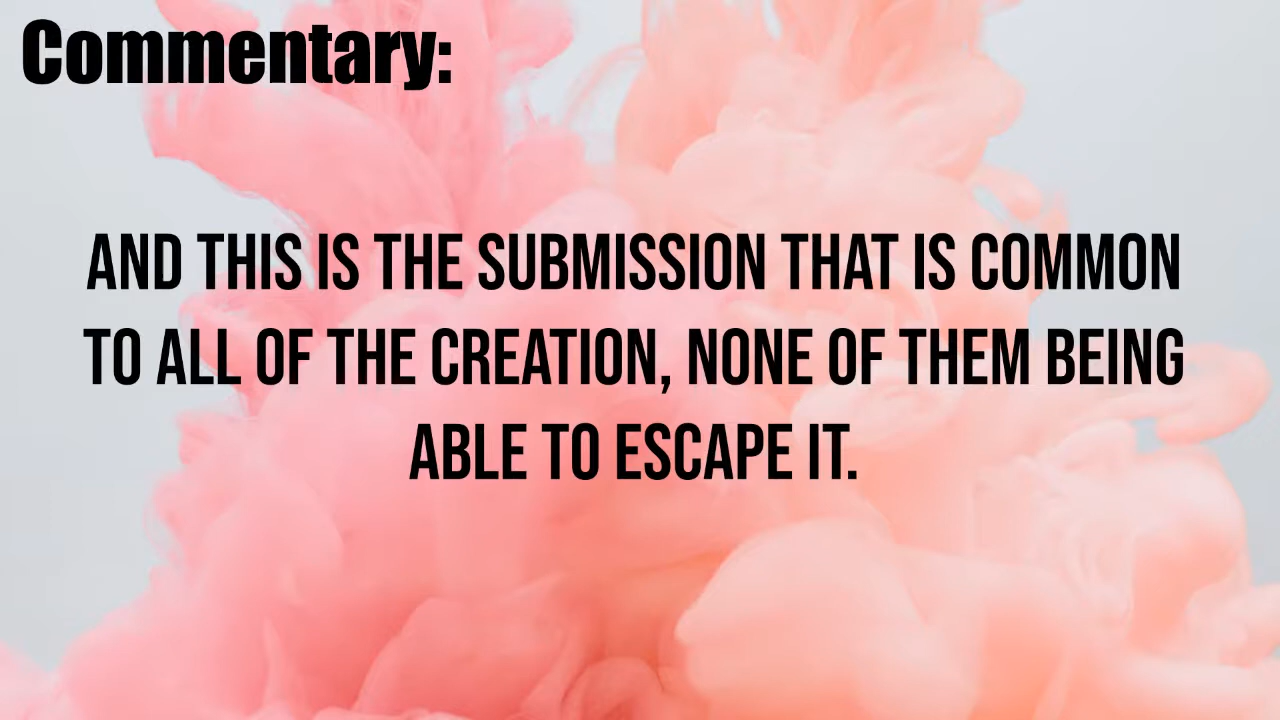 Commentary:
AND THIS IS THE SUBMISSION THAT IS COMMON
TO ALL OF THE CREATION, NONE OF THEM BEING
ABLE TO ESCAPE IT.